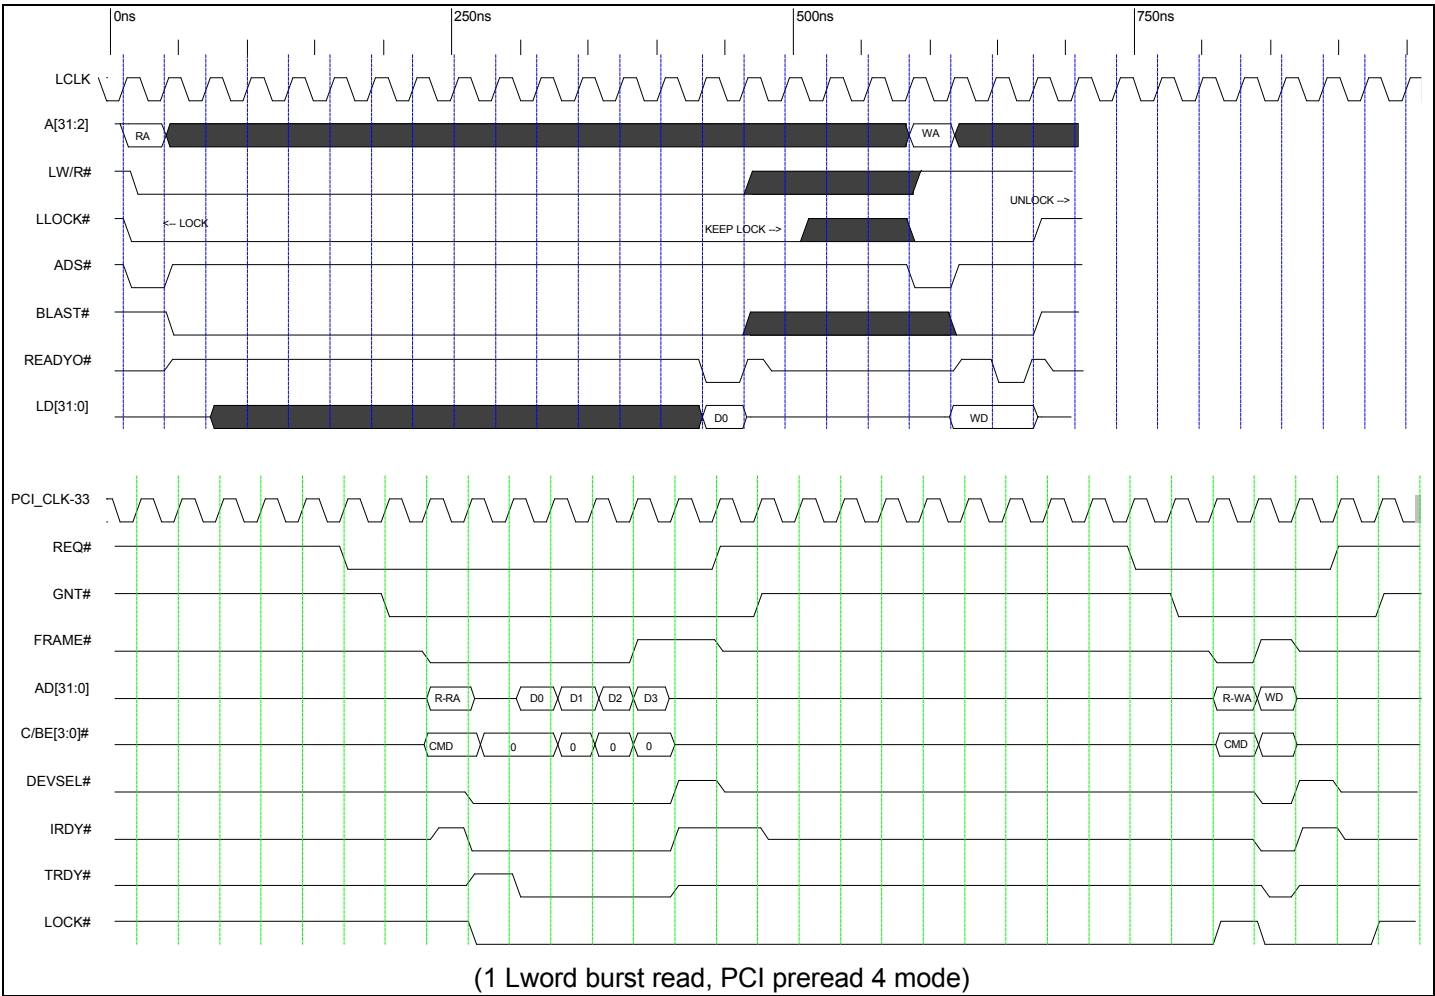 0ns 250ns 500ns 750ns
LCLK
A[31:2] RA WA
LW/R#
UNLOCK -->
LLOCK# <-- LOCK KEEP LOCK -->
ADS#
BLAST#
READYO#
LD[31:0] D0 WD
PCI_CLK-33
REQ#
GNT#
FRAME#
AD[31:0] R-RA D0 D1 D2 D3 R-WA WD
C/BE[3:0]# CMD 0 0 0 0 CMD
DEVSEL#
IRDY#
TRDY#
LOCK#
(1 Lword burst read, PCI preread 4 mode)